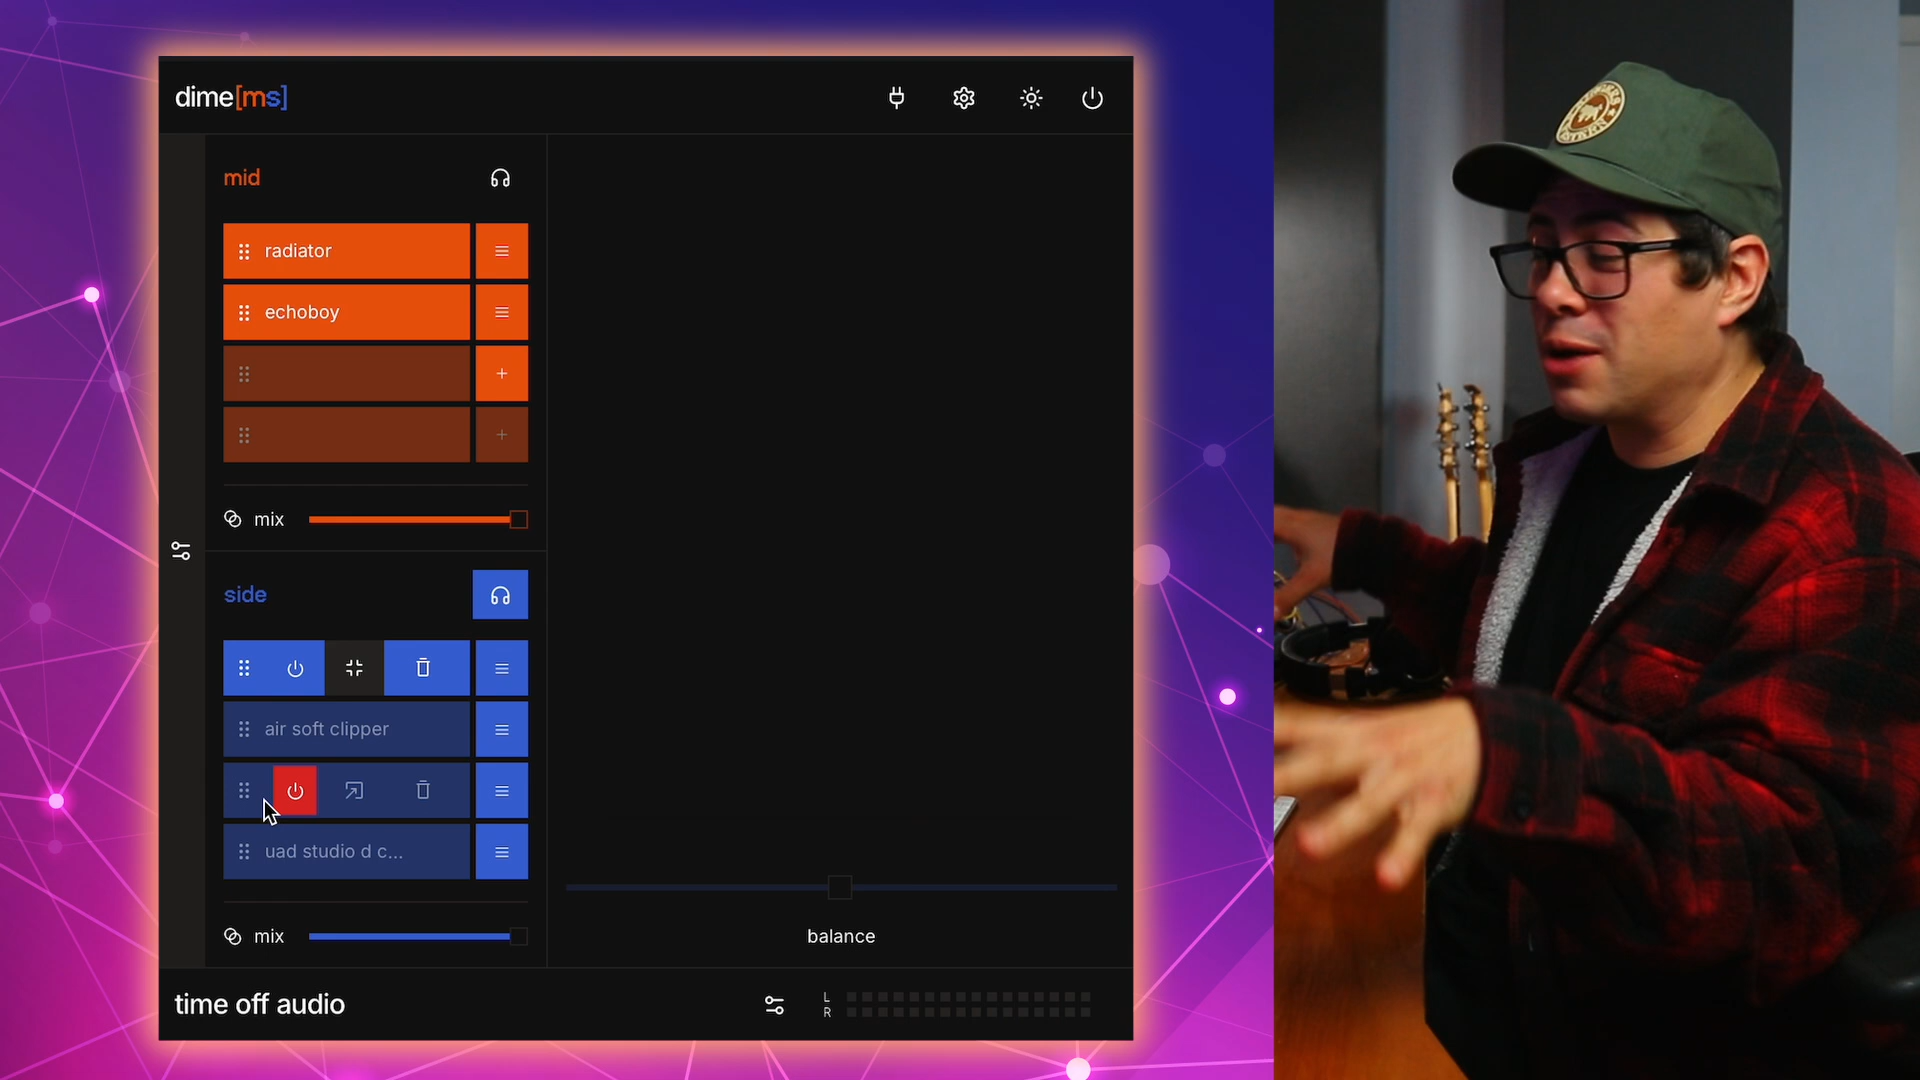 dime[ms]
mid
radiator
echoboy
mix
side
air soft clipper
uad studio d c...
mix
balance
time off audio
L
R